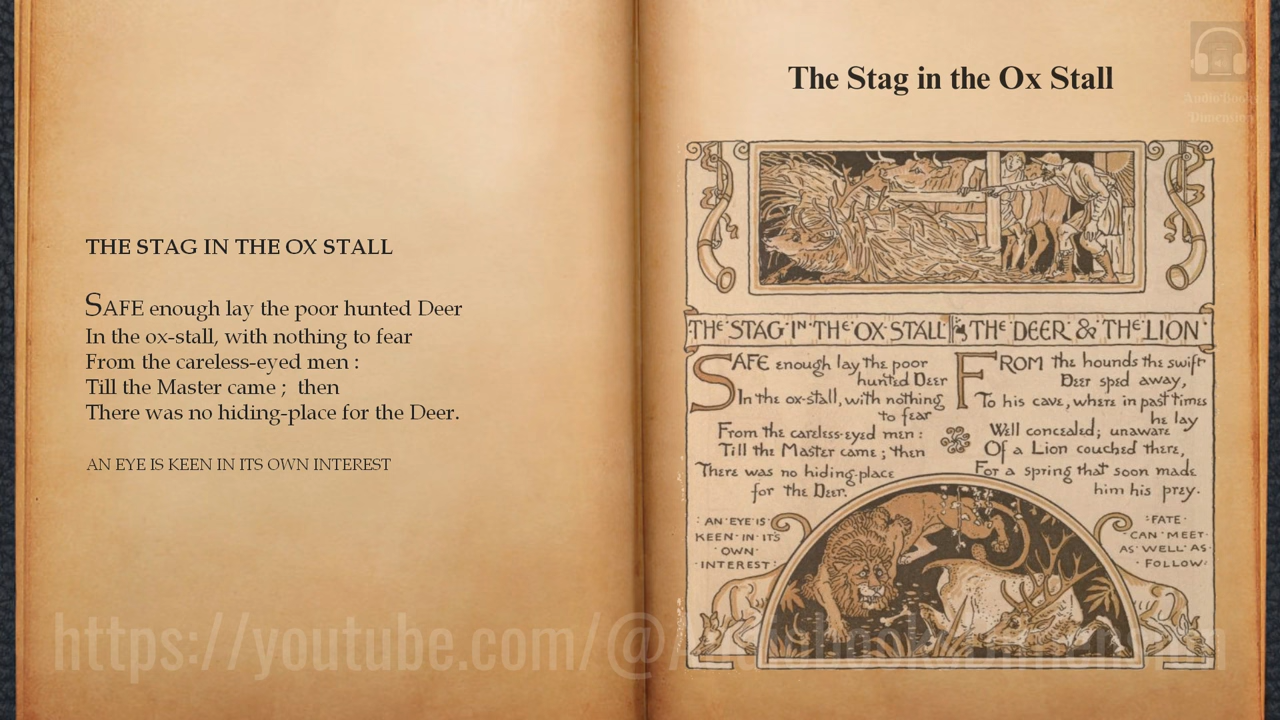 THE STAG IN THE OX STALL
SAFE enough lay the poor hunted Deer
In the ox-stall, with nothing to fear
From the careless-eyed men :
Till the Master came ; then
There was no hiding-place for the Deer.
AN EYE IS KEEN IN ITS OWN INTEREST
The Stag in the Ox Stall
AudioBooks
Dimension
THE STAG IN THE OX STALL
SAFE enough lay the poor
hunted Deer
In the ox-stall, with nothing
to fear
From the careless-eyed men :
Till the Master came ; then
There was no hiding-place
for the Deer.
: AN EYE IS
KEEN IN ITS
OWN
INTEREST :
THE DEER & THE LION
FROM the hounds the swift
Deer sped away,
To his cave, where in past times
he lay
Well concealed; unaware
Of a Lion couched there,
For a spring that soon made
him his prey.
: FATE
CAN MEET
AS WELL AS
FOLLOW :
https://youtube.com/@AudiobooksDimension